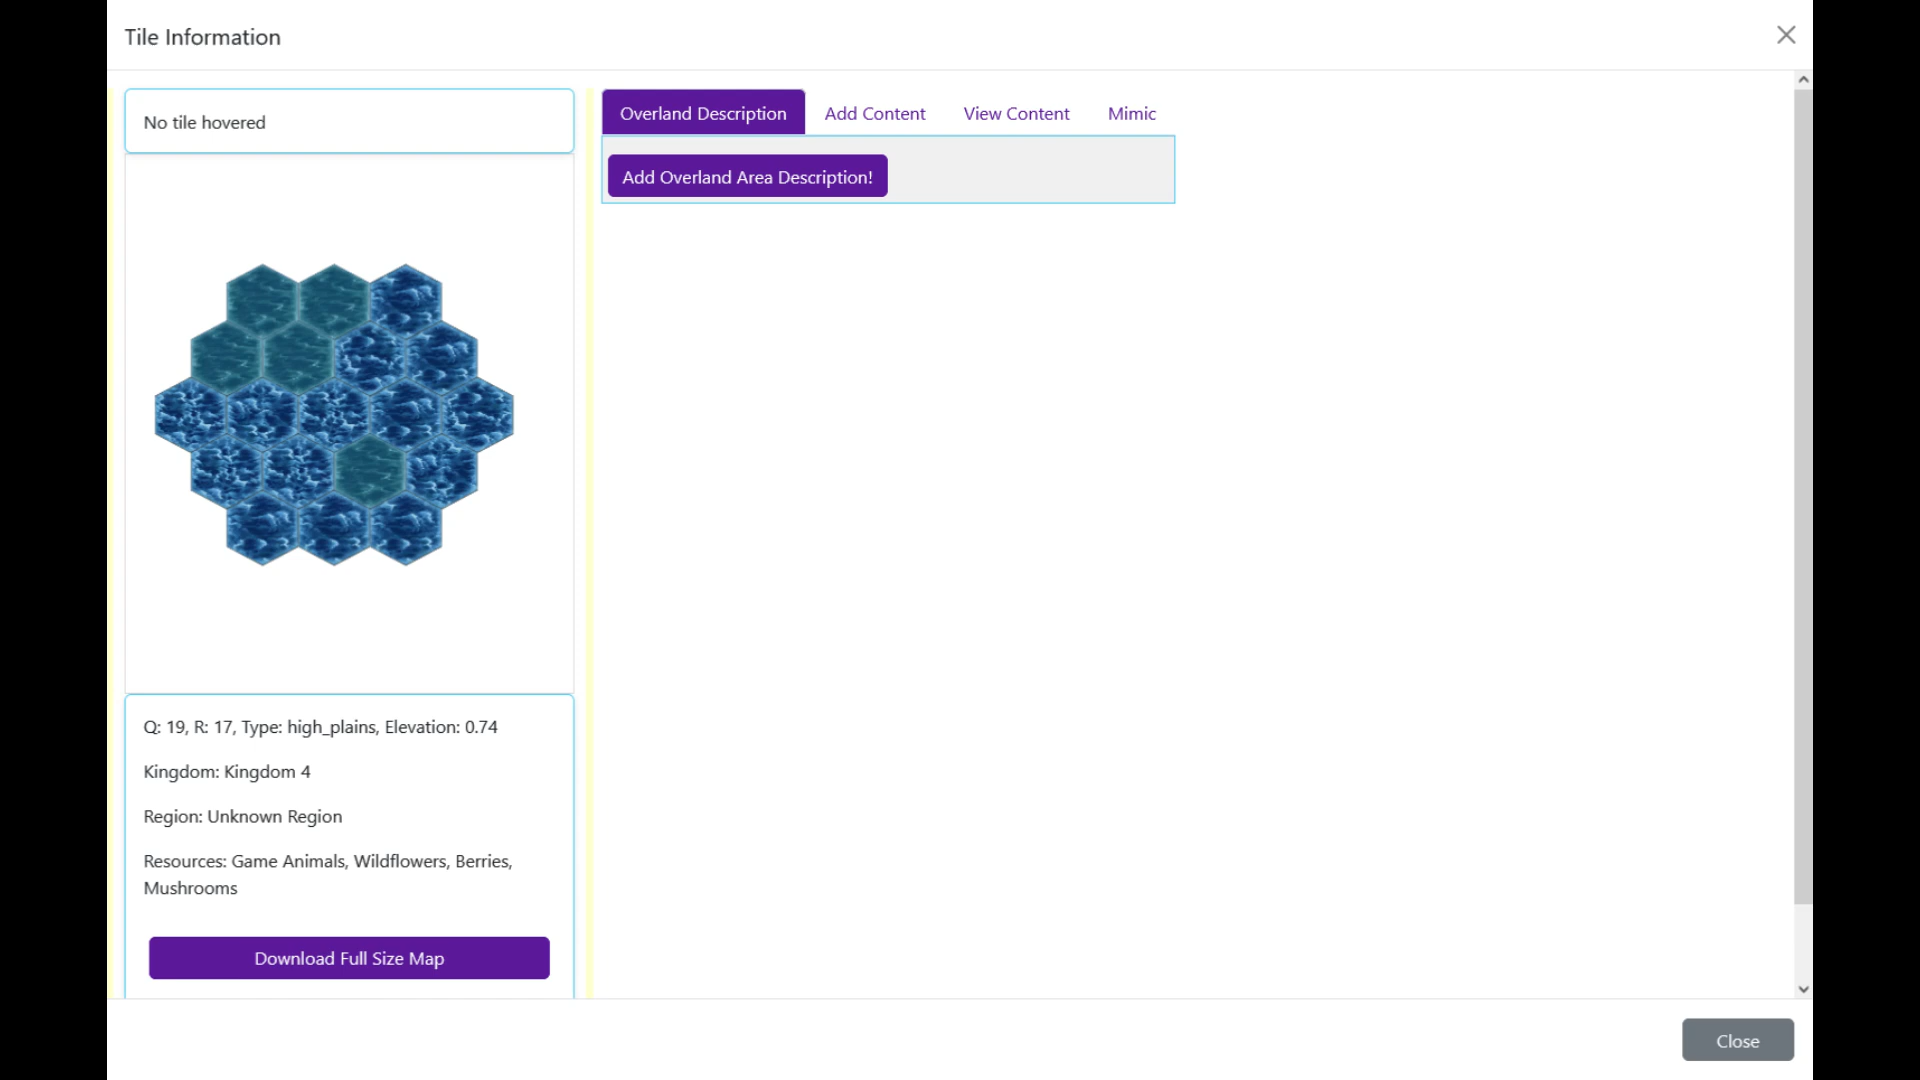 Tile Information
No tile hovered
Overland Description
Add Content
View Content
Mimic
Add Overland Area Description!
Q: 19, R: 17, Type: high_plains, Elevation: 0.74
Kingdom: Kingdom 4
Region: Unknown Region
Resources: Game Animals, Wildflowers, Berries,
Mushrooms
Download Full Size Map
Close